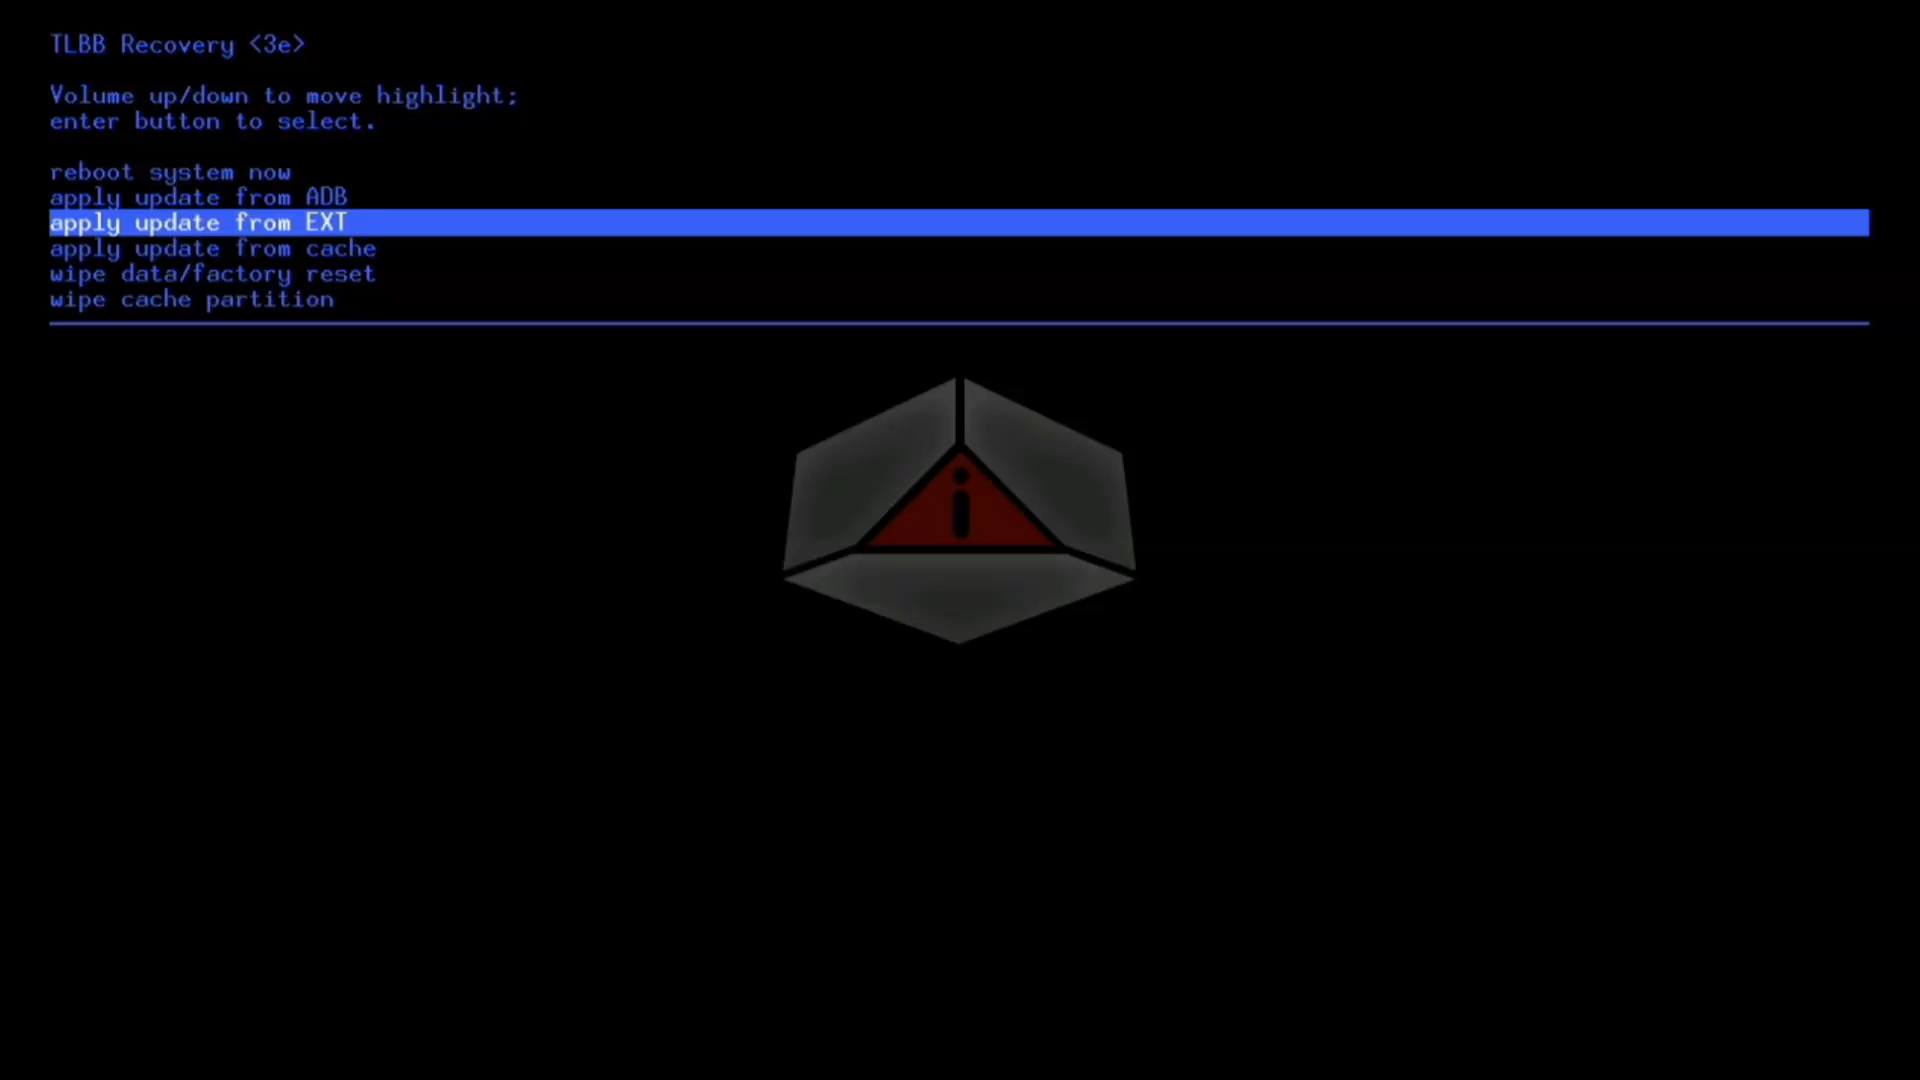 TLBB Recovery <3e>
Volume up/down to move highlight;
enter button to select.
reboot system now
apply update from ADB
apply update from EXT
apply update from cache
wipe data/factory reset
wipe cache partition